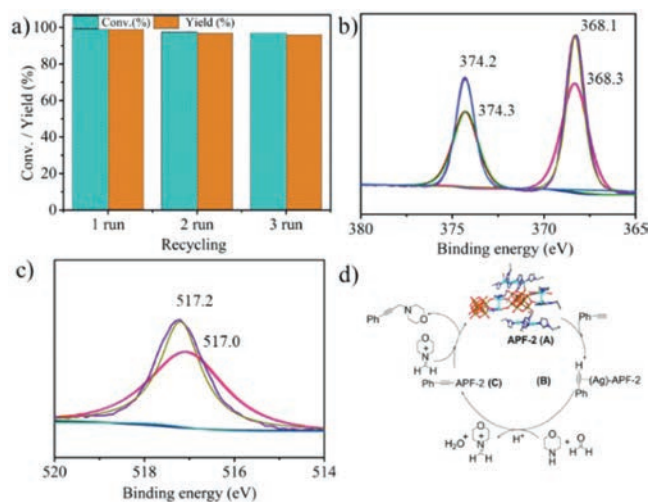 a)
Conv.(%) Yield (%)
100
80
60
40
20
0
Conv. / Yield (%)
1 run 2 run 3 run
Recycling
b)
368.1
374.2
368.3
374.3
380 375 370 365
Binding energy (eV)
c)
517.2
517.0
520 518 516 514
Binding energy (eV)
d)
Ph N O
APF-2 (A)
Ph
O
+
N
H H
H
Ph APF-2 (C)
(B)
(Ag)-APF-2
Ph
H₂O +
O
+
N
H H
H⁺
O
N
H
+
O
H H